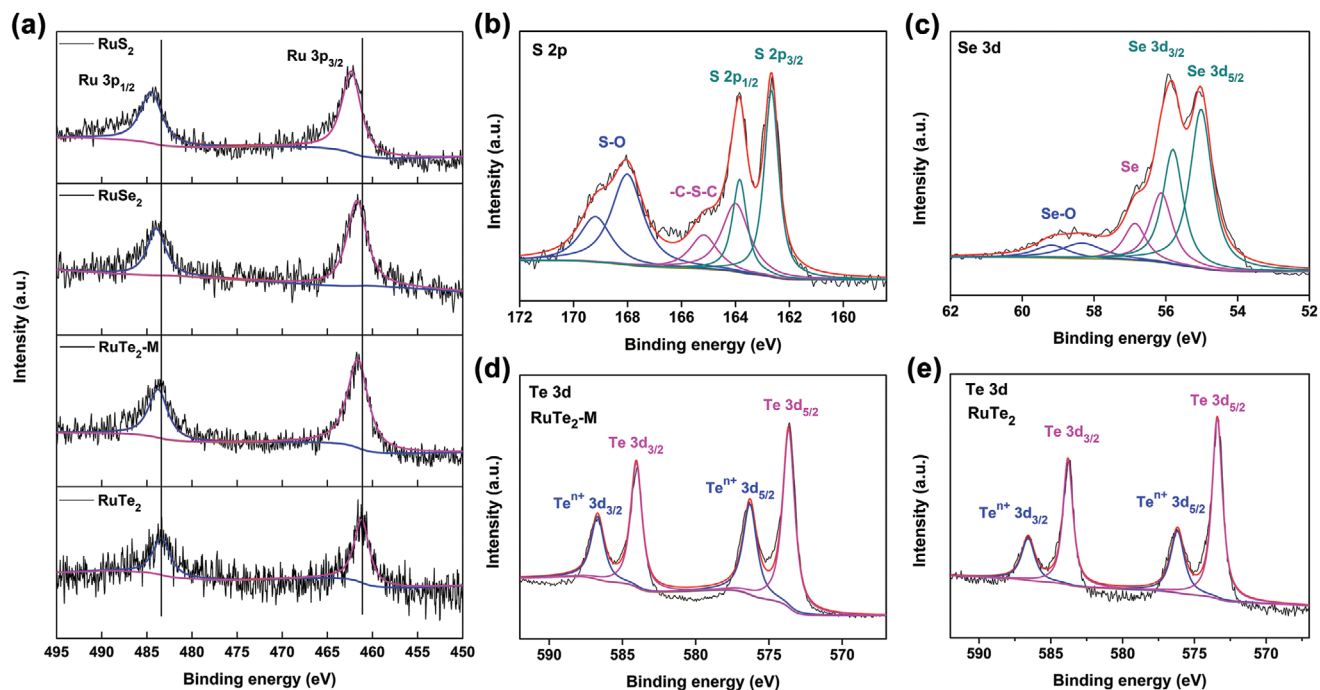 (a)
RuS2
Ru 3p1/2
Ru 3p3/2
RuSe2
RuTe2-M
RuTe2
Intensity (a.u.)
495 490 485 480 475 470 465 460 455 450
Binding energy (eV)
(b)
S 2p
S 2p3/2
S 2p1/2
S-O
-C-S-C
Intensity (a.u.)
172 170 168 166 164 162 160
Binding energy (eV)
(c)
Se 3d
Se 3d3/2
Se 3d5/2
Se
Se-O
Intensity (a.u.)
62 60 58 56 54 52
Binding energy (eV)
(d)
Te 3d
RuTe2-M
Te 3d5/2
Te 3d3/2
Ten+ 3d5/2
Ten+ 3d3/2
Intensity (a.u.)
590 585 580 575 570
Binding energy (eV)
(e)
Te 3d
RuTe2
Te 3d5/2
Te 3d3/2
Ten+ 3d5/2
Ten+ 3d3/2
Intensity (a.u.)
590 585 580 575 570
Binding energy (eV)